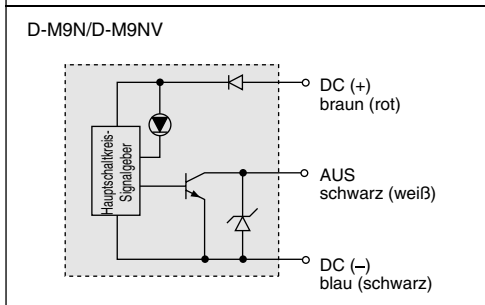 D-M9N/D-M9NV
DC (+)
braun (rot)
Hauptschaltkreis-
Signalgeber
AUS
schwarz (weiß)
DC (–)
blau (schwarz)